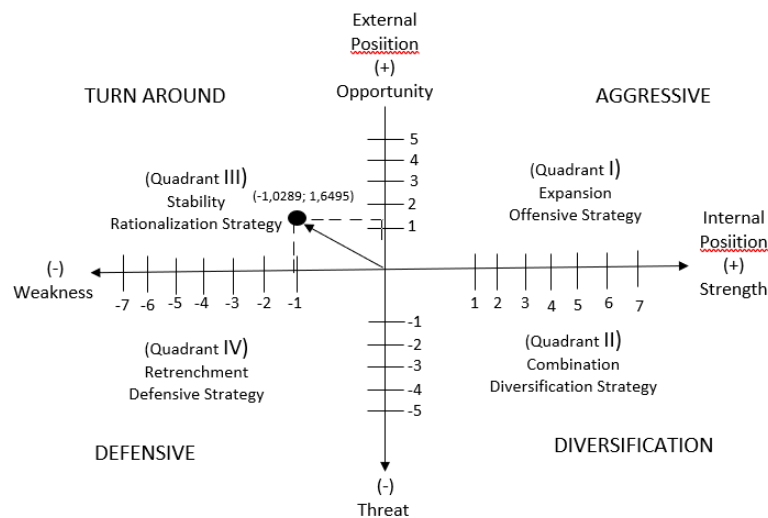 External
Posiition
(+)
Opportunity
TURN AROUND
AGGRESSIVE
5
4
3
2
1
(Quadrant III)
Stability
Rationalization Strategy
(-1,0289; 1,6495)
(Quadrant I)
Expansion
Offensive Strategy
Internal
Posiition
(+)
Strength
(-)
Weakness
-7 -6 -5 -4 -3 -2 -1
1 2 3 4 5 6 7
-1
-2
-3
-4
-5
(Quadrant IV)
Retrenchment
Defensive Strategy
(Quadrant II)
Combination
Diversification Strategy
DEFENSIVE
DIVERSIFICATION
(-)
Threat